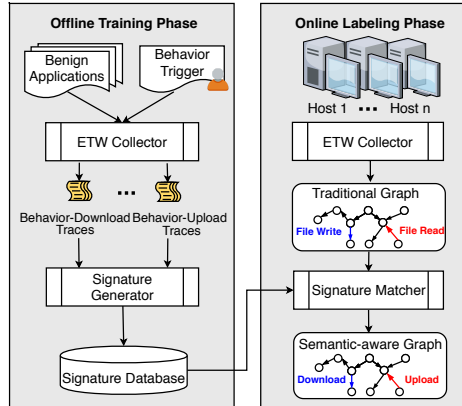 Offline Training Phase
Benign
Applications
Behavior
Trigger
ETW Collector
...
Behavior-Download
Traces
Behavior-Upload
Traces
Signature
Generator
Signature Database
Online Labeling Phase
Host 1 ... Host n
ETW Collector
Traditional Graph
File Write
File Read
Signature Matcher
Semantic-aware Graph
Download
Upload